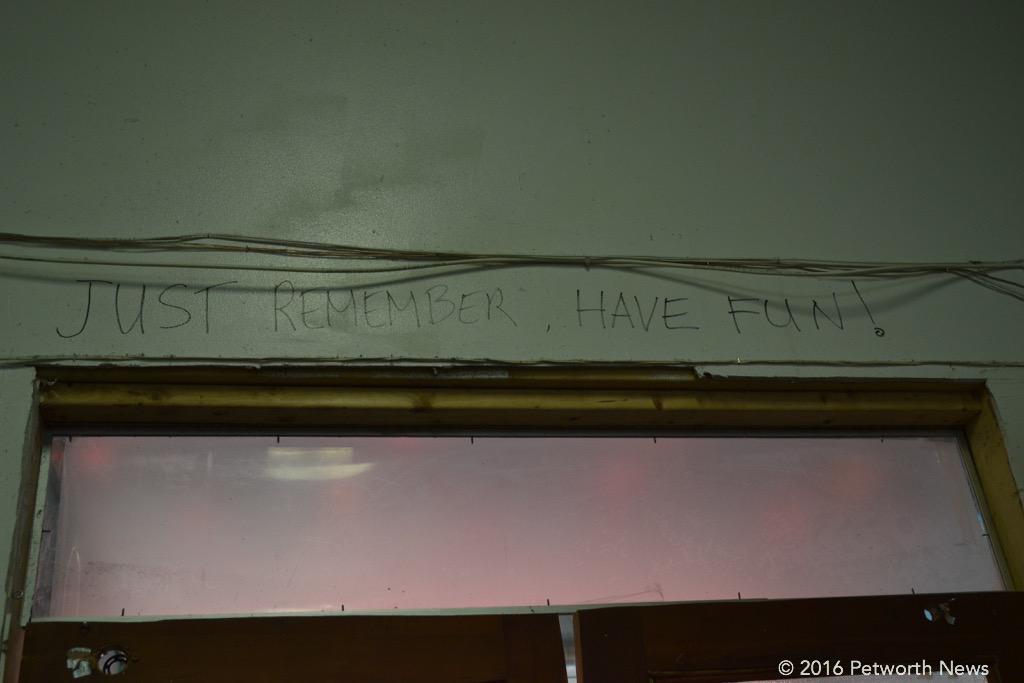 JUST REMEMBER, HAVE FUN!
© 2016 Petworth News